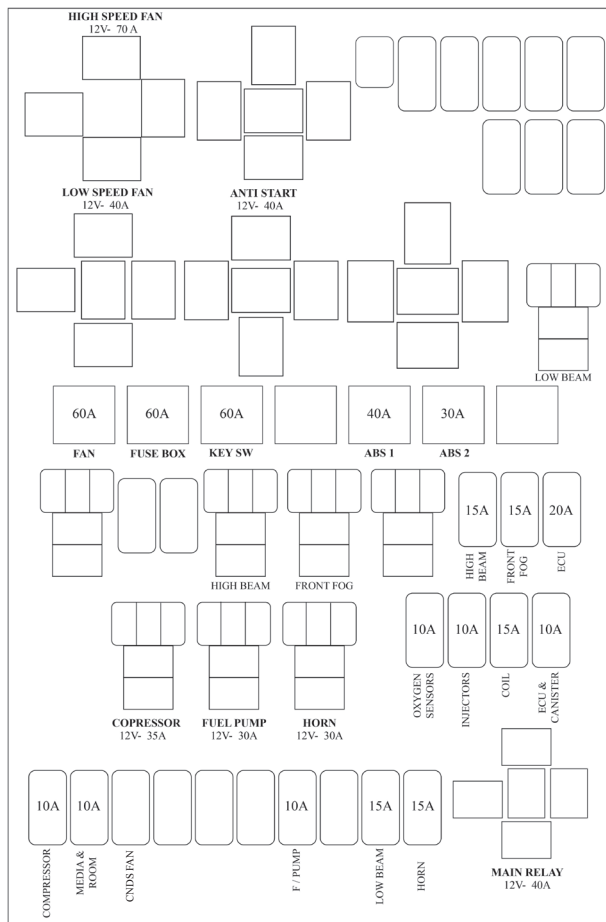 HIGH SPEED FAN
12V- 70 A
LOW SPEED FAN
12V- 40A
ANTI START
12V- 40A
LOW BEAM
60A
60A
60A
40A
30A
FAN
FUSE BOX
KEY SW
ABS 1
ABS 2
15A
15A
20A
HIGH BEAM
FRONT FOG
HIGH
BEAM
FRONT
FOG
ECU
10A
10A
15A
10A
OXYGEN
SENSORS
INJECTORS
COIL
ECU &
CANISTER
COPRESSOR
12V- 35A
FUEL PUMP
12V- 30A
HORN
12V- 30A
10A
10A
10A
15A
15A
COMPRESSOR
MEDIA &
ROOM
CNDS FAN
F / PUMP
LOW BEAM
HORN
MAIN RELAY
12V- 40A